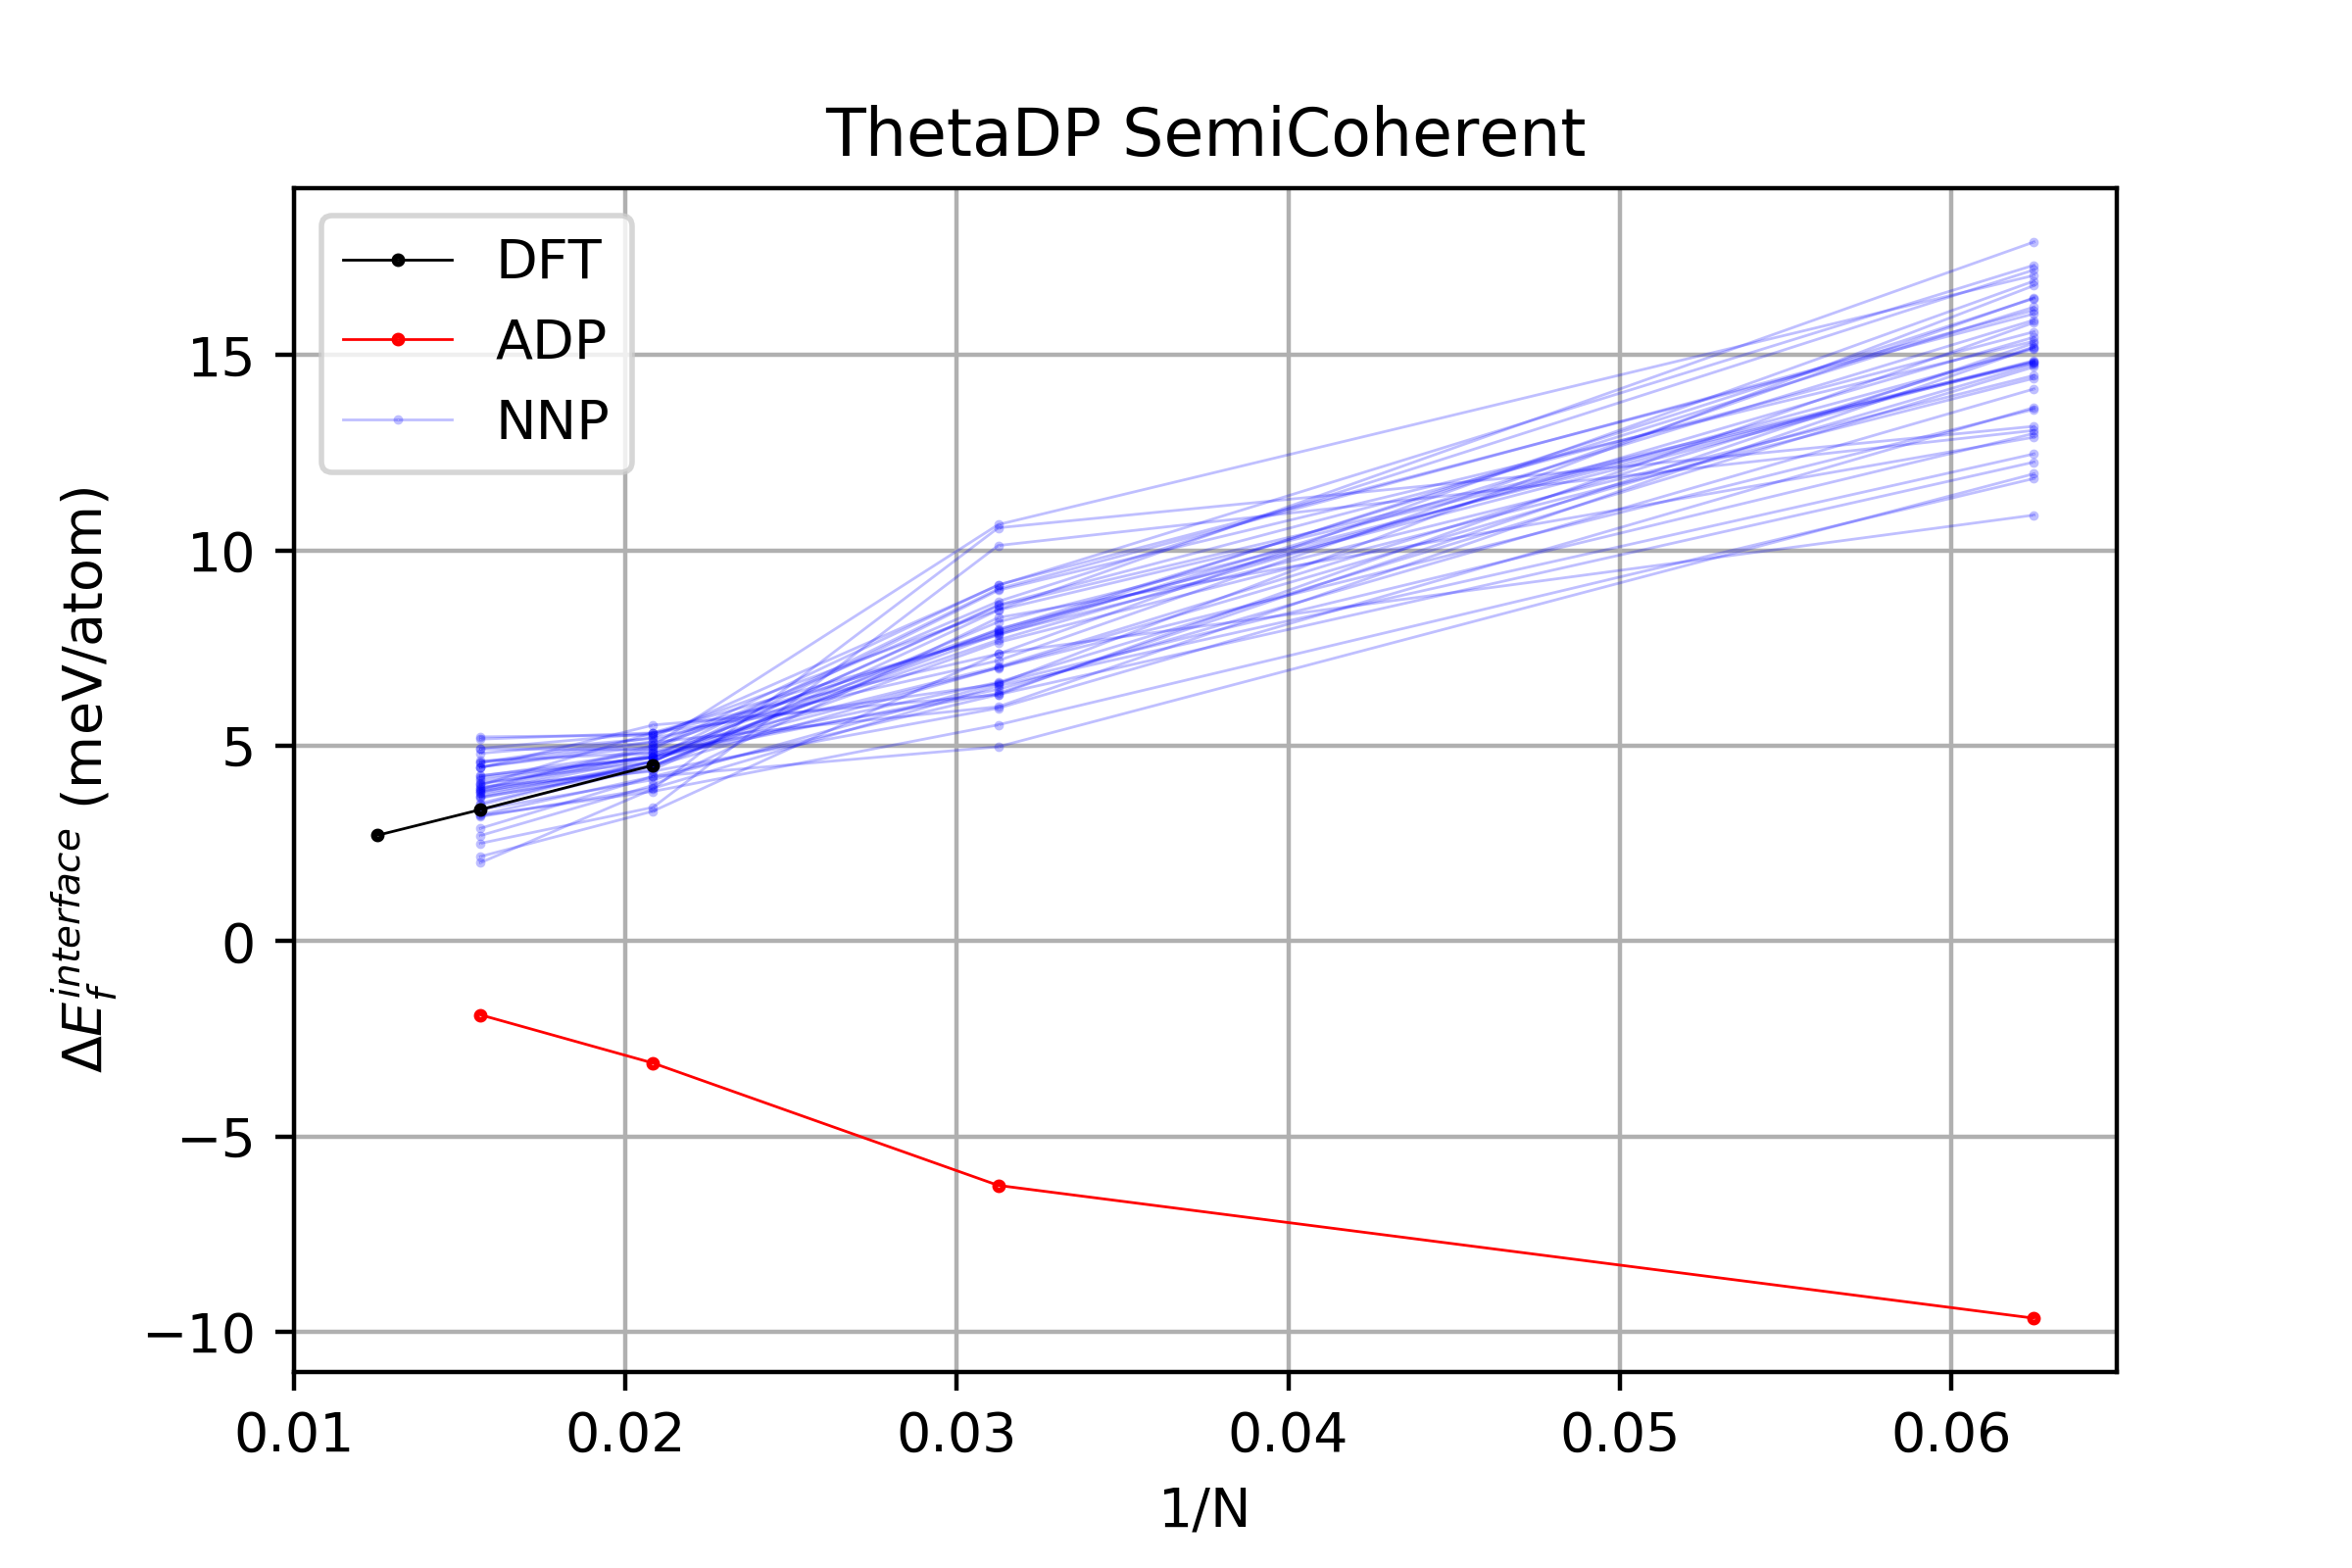 ThetaDP SemiCoherent
DFT
ADP
NNP
ΔE_f^{interface} (meV/atom)
15
10
5
0
−5
−10
0.01 0.02 0.03 0.04 0.05 0.06
1/N